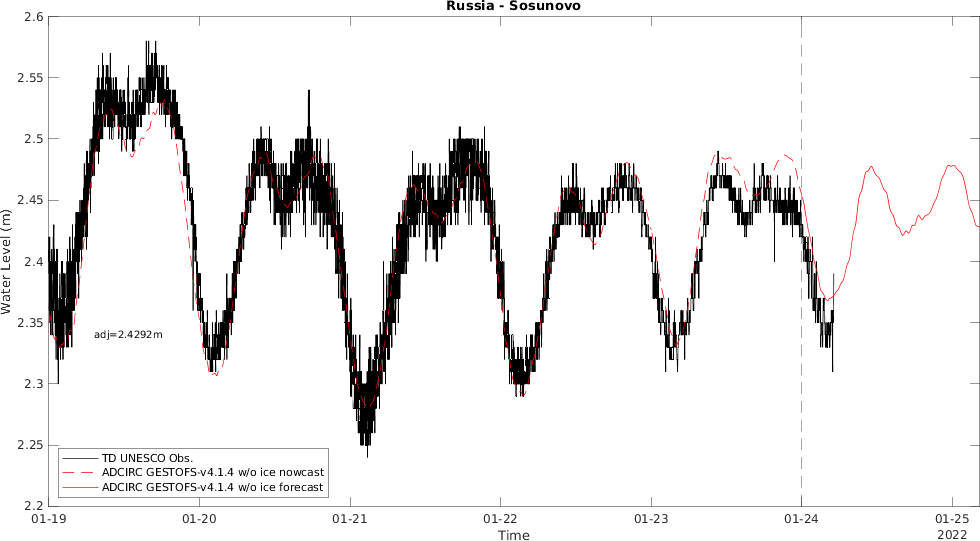 Russia - Sosunovo
2.6
2.55
2.5
2.45
2.4
2.35
2.3
2.25
2.2
Water Level (m)
adj=2.4292m
TD UNESCO Obs.
ADCIRC GESTOFS-v4.1.4 w/o ice nowcast
ADCIRC GESTOFS-v4.1.4 w/o ice forecast
01-19 01-20 01-21 01-22 01-23 01-24 01-25
Time 2022